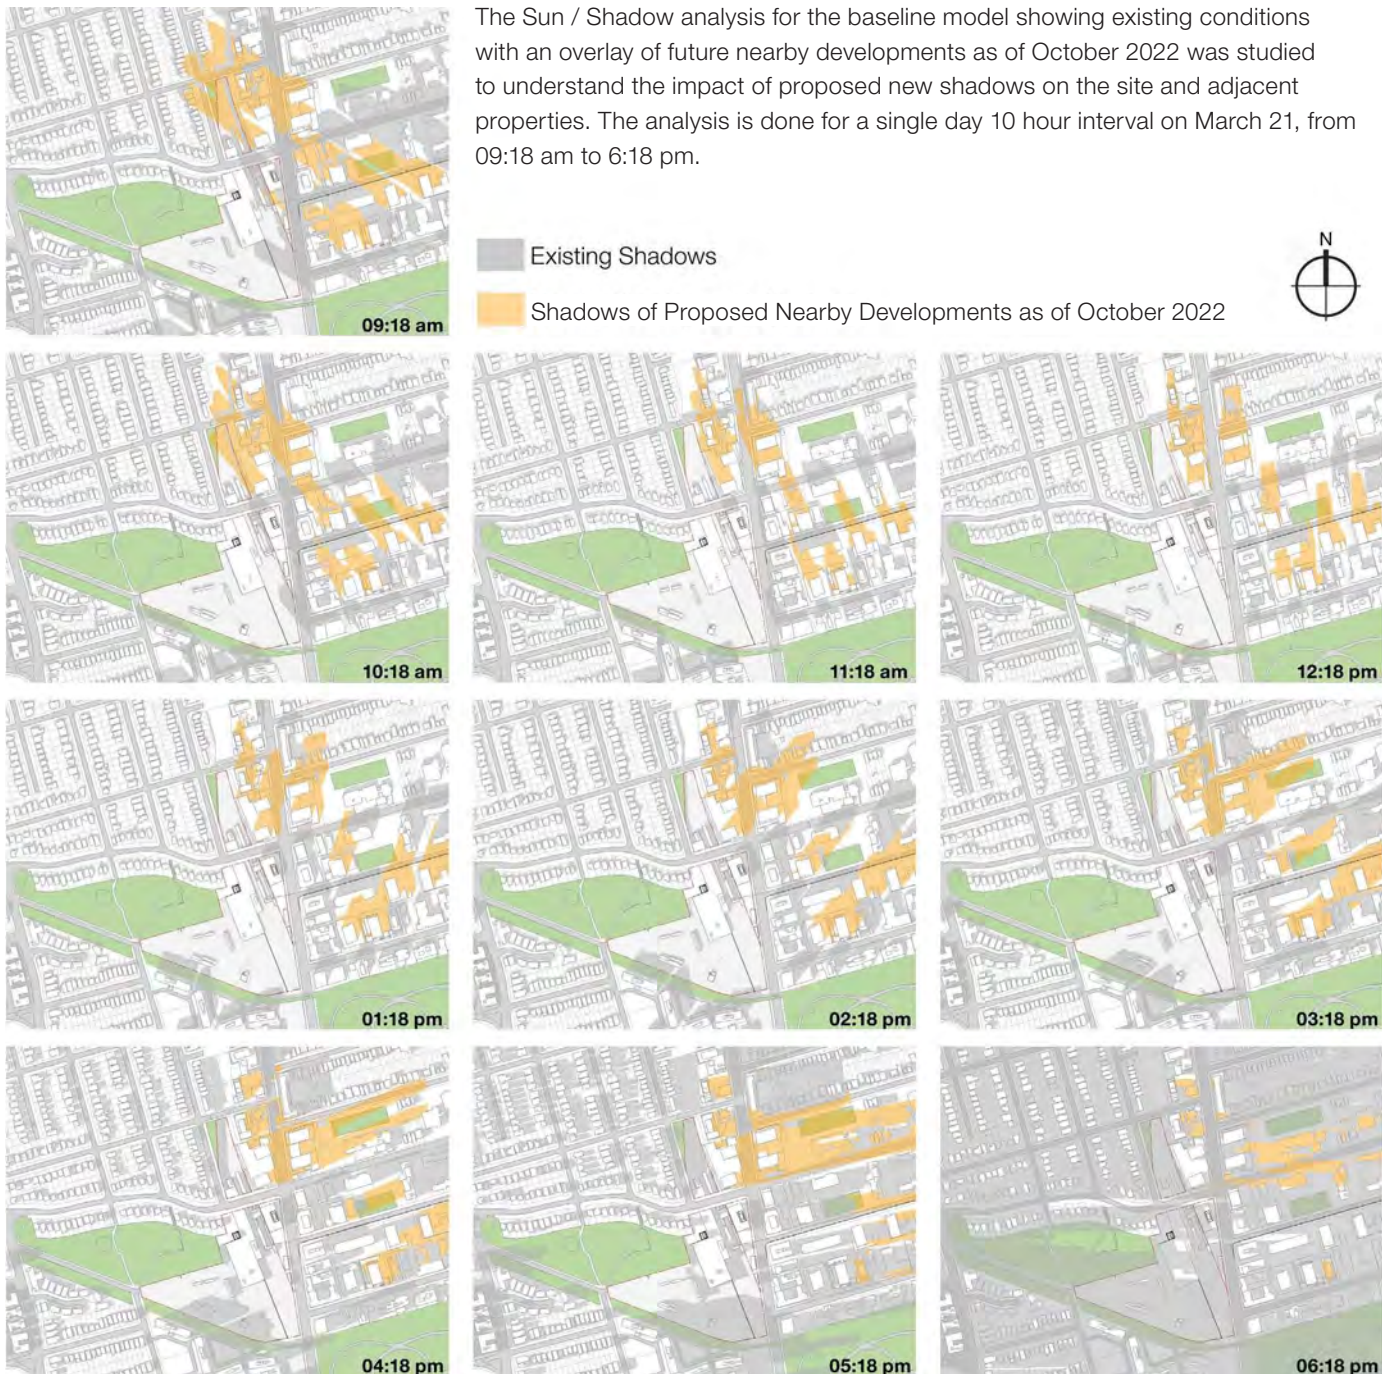 The Sun / Shadow analysis for the baseline model showing existing conditions
with an overlay of future nearby developments as of October 2022 was studied
to understand the impact of proposed new shadows on the site and adjacent
properties. The analysis is done for a single day 10 hour interval on March 21, from
09:18 am to 6:18 pm.
N
Existing Shadows
Shadows of Proposed Nearby Developments as of October 2022
09:18 am
10:18 am
11:18 am
12:18 pm
01:18 pm
02:18 pm
03:18 pm
04:18 pm
05:18 pm
06:18 pm